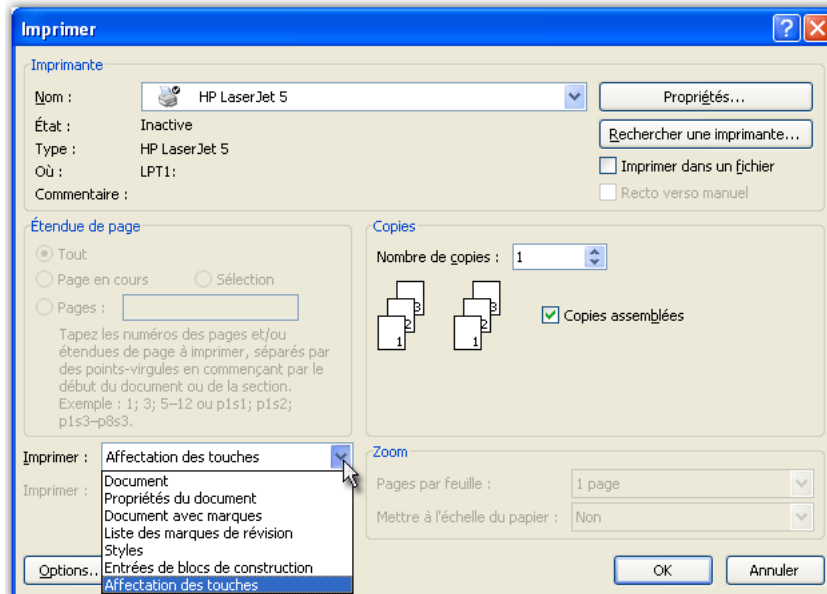 Imprimer
Imprimante
Nom : HP LaserJet 5 Propriétés...
État : Inactive Rechercher une imprimante...
Type : HP LaserJet 5 Imprimer dans un fichier
Où : LPT1: Recto verso manuel
Commentaire :
Étendue de page
Tout
Page en cours Sélection
Pages :
Tapez les numéros des pages et/ou
étendues de page à imprimer, séparés par
des points-virgules en commençant par le
début du document ou de la section.
Exemple : 1; 3; 5–12 ou p1s1; p1s2;
p1s3–p8s3.
Copies
Nombre de copies : 1
3 3
2 2
1 1
Copies assemblées
Imprimer : Affectation des touches
Imprimer :
Document
Propriétés du document
Document avec marques
Liste des marques de révision
Styles
Entrées de blocs de construction
Affectation des touches
Zoom
Pages par feuille : 1 page
Mettre à l'échelle du papier : Non
Options.. OK Annuler